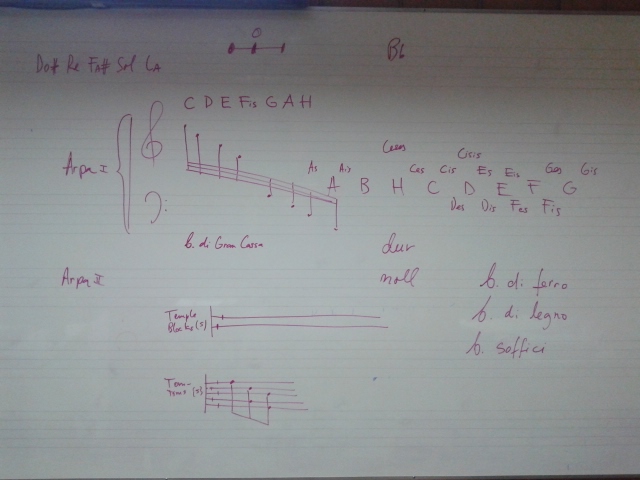 O
Bb
Do# Re Fa# Sol La
C D E Fis G A H
Arpa I
As Ais Ceses Ces Cis Cisis Es Eis Ges Gis
A B H C D E F G
Des Dis Fes Fis
b. di Gran Cassa
dur
moll
Arpa II
b. di ferro
b. di legno
b. soffici
Temple
Blocks (5)
Tom-
Toms (5)